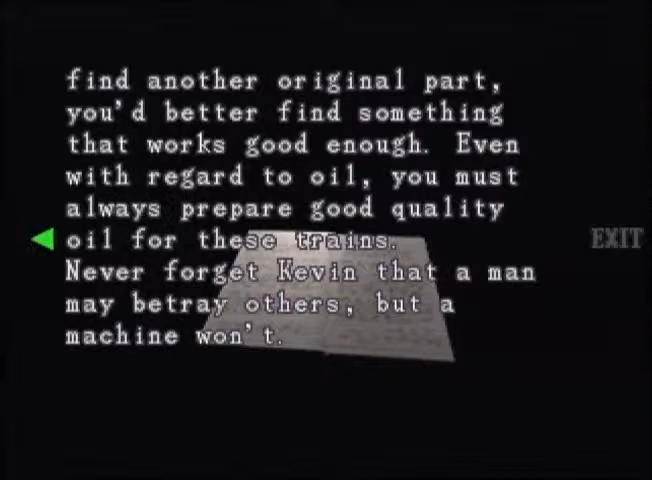 find another original part,
you'd better find something
that works good enough. Even
with regard to oil, you must
always prepare good quality
oil for these trains.
EXIT
Never forget Kevin that a man
may betray others, but a
machine won't.